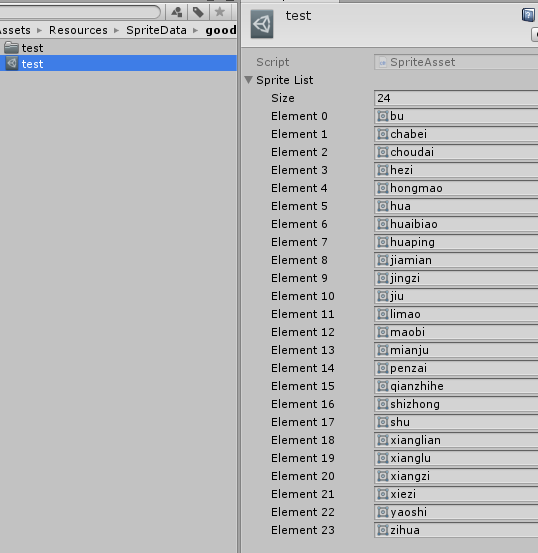 ssets ▸ Resources ▸ SpriteData ▸ good
test
test
test
Script SpriteAsset
Sprite List
Size 24
Element 0 bu
Element 1 chabei
Element 2 choudai
Element 3 hezi
Element 4 hongmao
Element 5 hua
Element 6 huaibiao
Element 7 huaping
Element 8 jiamian
Element 9 jingzi
Element 10 jiu
Element 11 limao
Element 12 maobi
Element 13 mianju
Element 14 penzai
Element 15 qianzhihe
Element 16 shizhong
Element 17 shu
Element 18 xianglian
Element 19 xianglu
Element 20 xiangzi
Element 21 xiezi
Element 22 yaoshi
Element 23 zihua